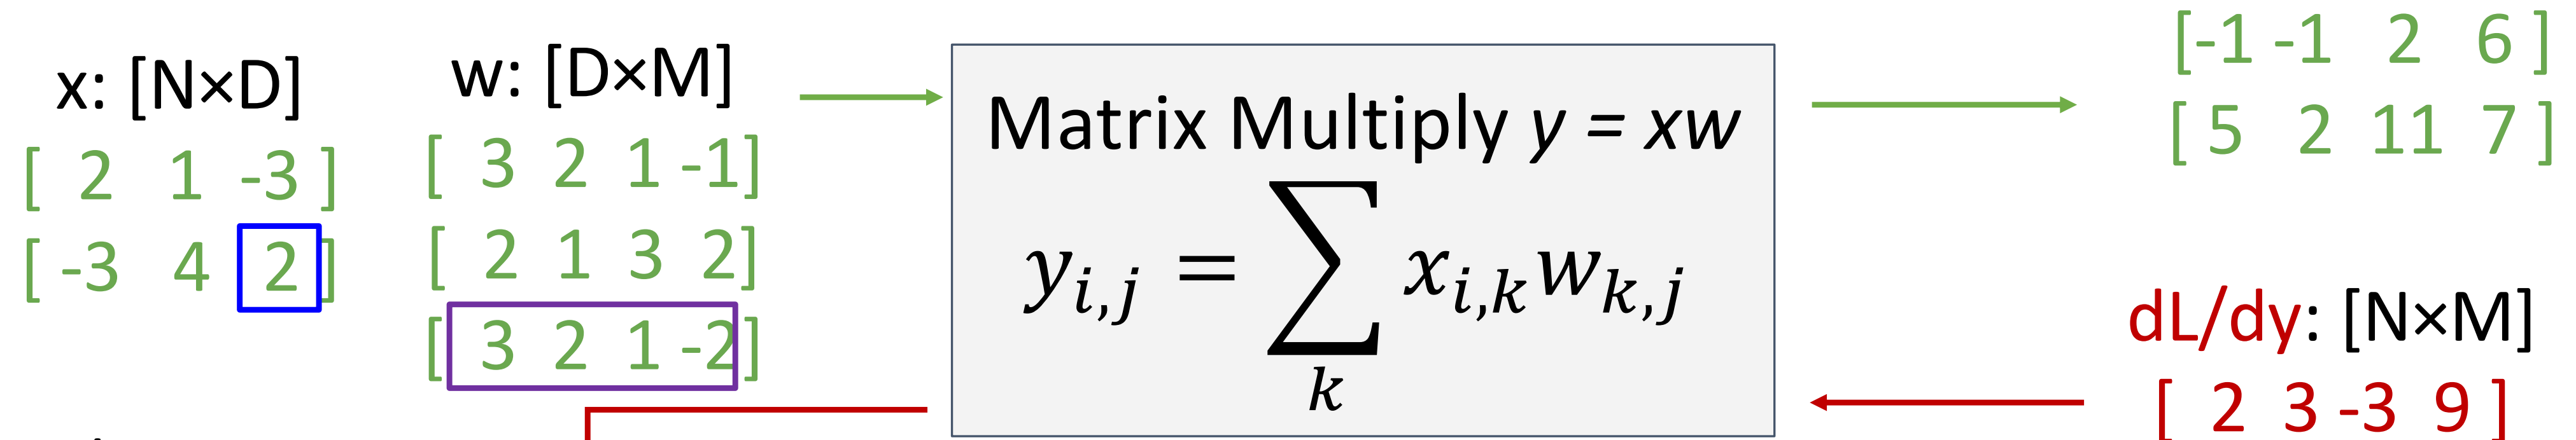 x: [N×D]
[ 2 1 -3 ]
[ -3 4 2 ]
w: [D×M]
[ 3 2 1 -1]
[ 2 1 3 2]
[ 3 2 1 -2]
Matrix Multiply y = xw
y_{i,j} = ∑_k x_{i,k} w_{k,j}
[-1 -1 2 6 ]
[ 5 2 11 7 ]
dL/dy: [N×M]
[ 2 3 -3 9 ]